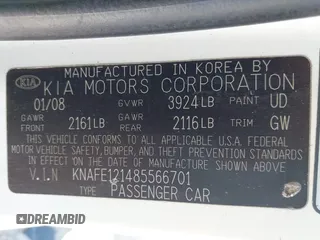 MANUFACTURED IN KOREA BY
KIA KIA MOTORS CORPORATION
01/08 GVWR 3924LB PAINT UD
GAWR FRONT 2161LB GAWR REAR 2116LB TRIM GW
THIS VEHICLE CONFORMS TO ALL APPLICABLE U.S.A. FEDERAL
MOTOR VEHICLE SAFETY, BUMPER, AND THEFT PREVENTION
STANDARDS IN EFFECT ON THE DATE OF MANUFACTURE
SHOWN ABOVE.
V.I.N KNAFE121485566701
TYPE PASSENGER CAR
DREAMBID